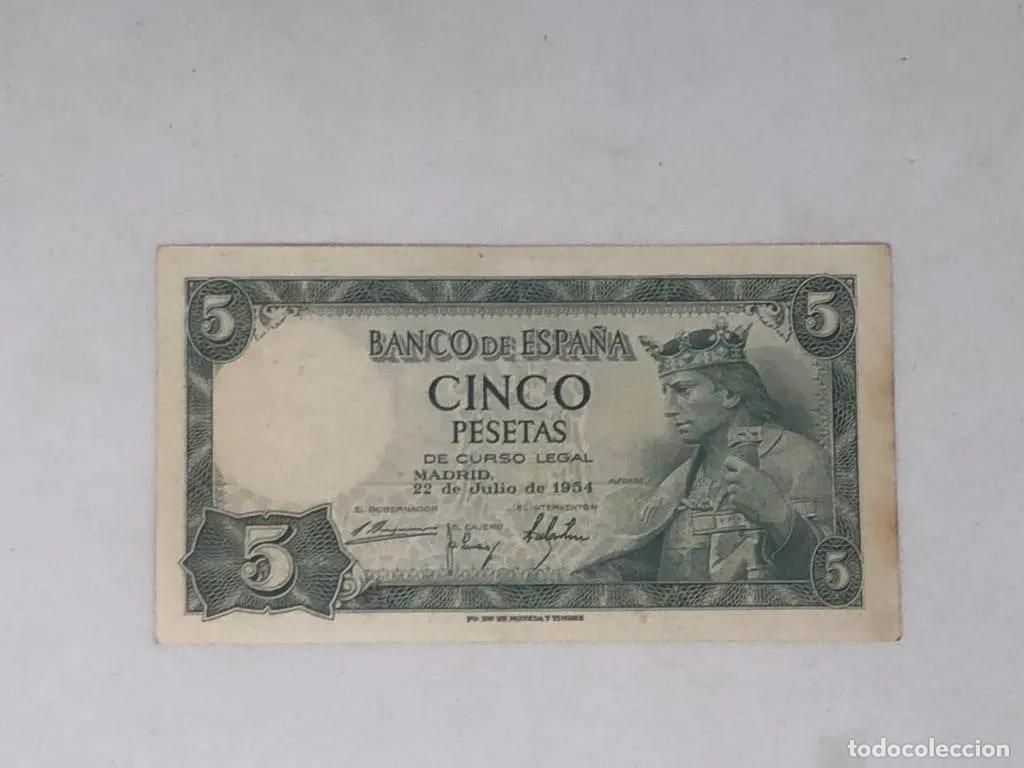 5 5
BANCO DE ESPAÑA
CINCO
PESETAS
DE CURSO LEGAL
MADRID,
22 de Julio de 1954
EL GOBERNADOR EL INTERVENTOR
EL CAJERO
5 5
todocoleccion